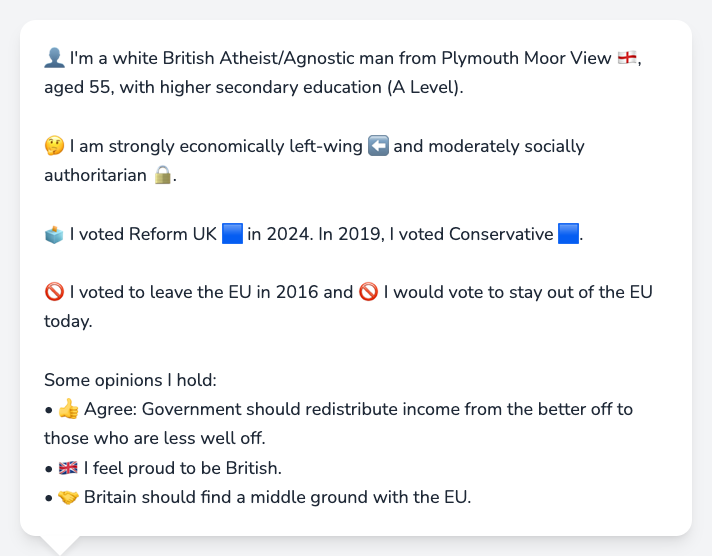 👤 I'm a white British Atheist/Agnostic man from Plymouth Moor View 🏴󠁧󠁢󠁥󠁮󠁧󠁿,
aged 55, with higher secondary education (A Level).
🤔 I am strongly economically left-wing ⬅️ and moderately socially
authoritarian 🔒.
🗳️ I voted Reform UK 🟦 in 2024. In 2019, I voted Conservative 🟦.
🚫 I voted to leave the EU in 2016 and 🚫 I would vote to stay out of the EU
today.
Some opinions I hold:
• 👍 Agree: Government should redistribute income from the better off to
those who are less well off.
• 🇬🇧 I feel proud to be British.
• 🤝 Britain should find a middle ground with the EU.